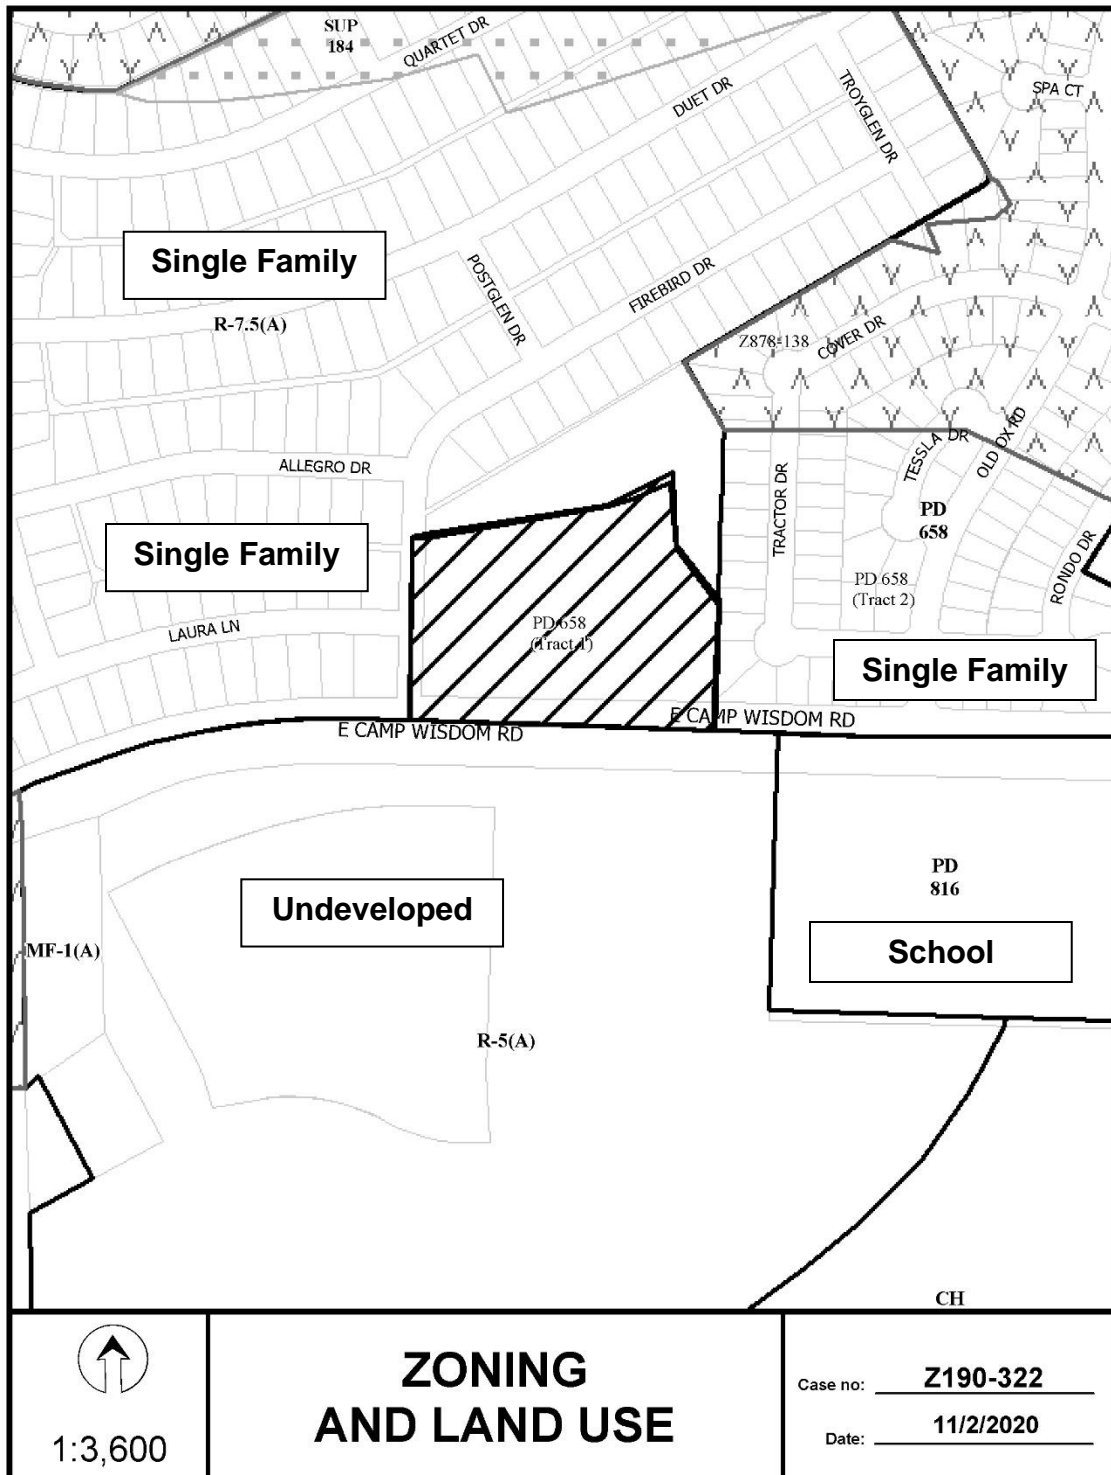 SUP
184
QUARTET DR
DUET DR
TROYGLEN DR
SPA CT
Single Family
R-7.5(A)
POSTGLEN DR
FIREBIRD DR
Z878-138
COVER DR
ALLEGRO DR
TRACTOR DR
TESSLA DR
OLD OX RD
PD
658
RONDO DR
Single Family
PD 658
(Tract 2)
LAURA LN
PD 658
(Tract 1)
Single Family
E CAMP WISDOM RD
E CAMP WISDOM RD
PD
816
Undeveloped
School
MF-1(A)
R-5(A)
CH
1:3,600
ZONING
AND LAND USE
Case no: Z190-322
Date: 11/2/2020